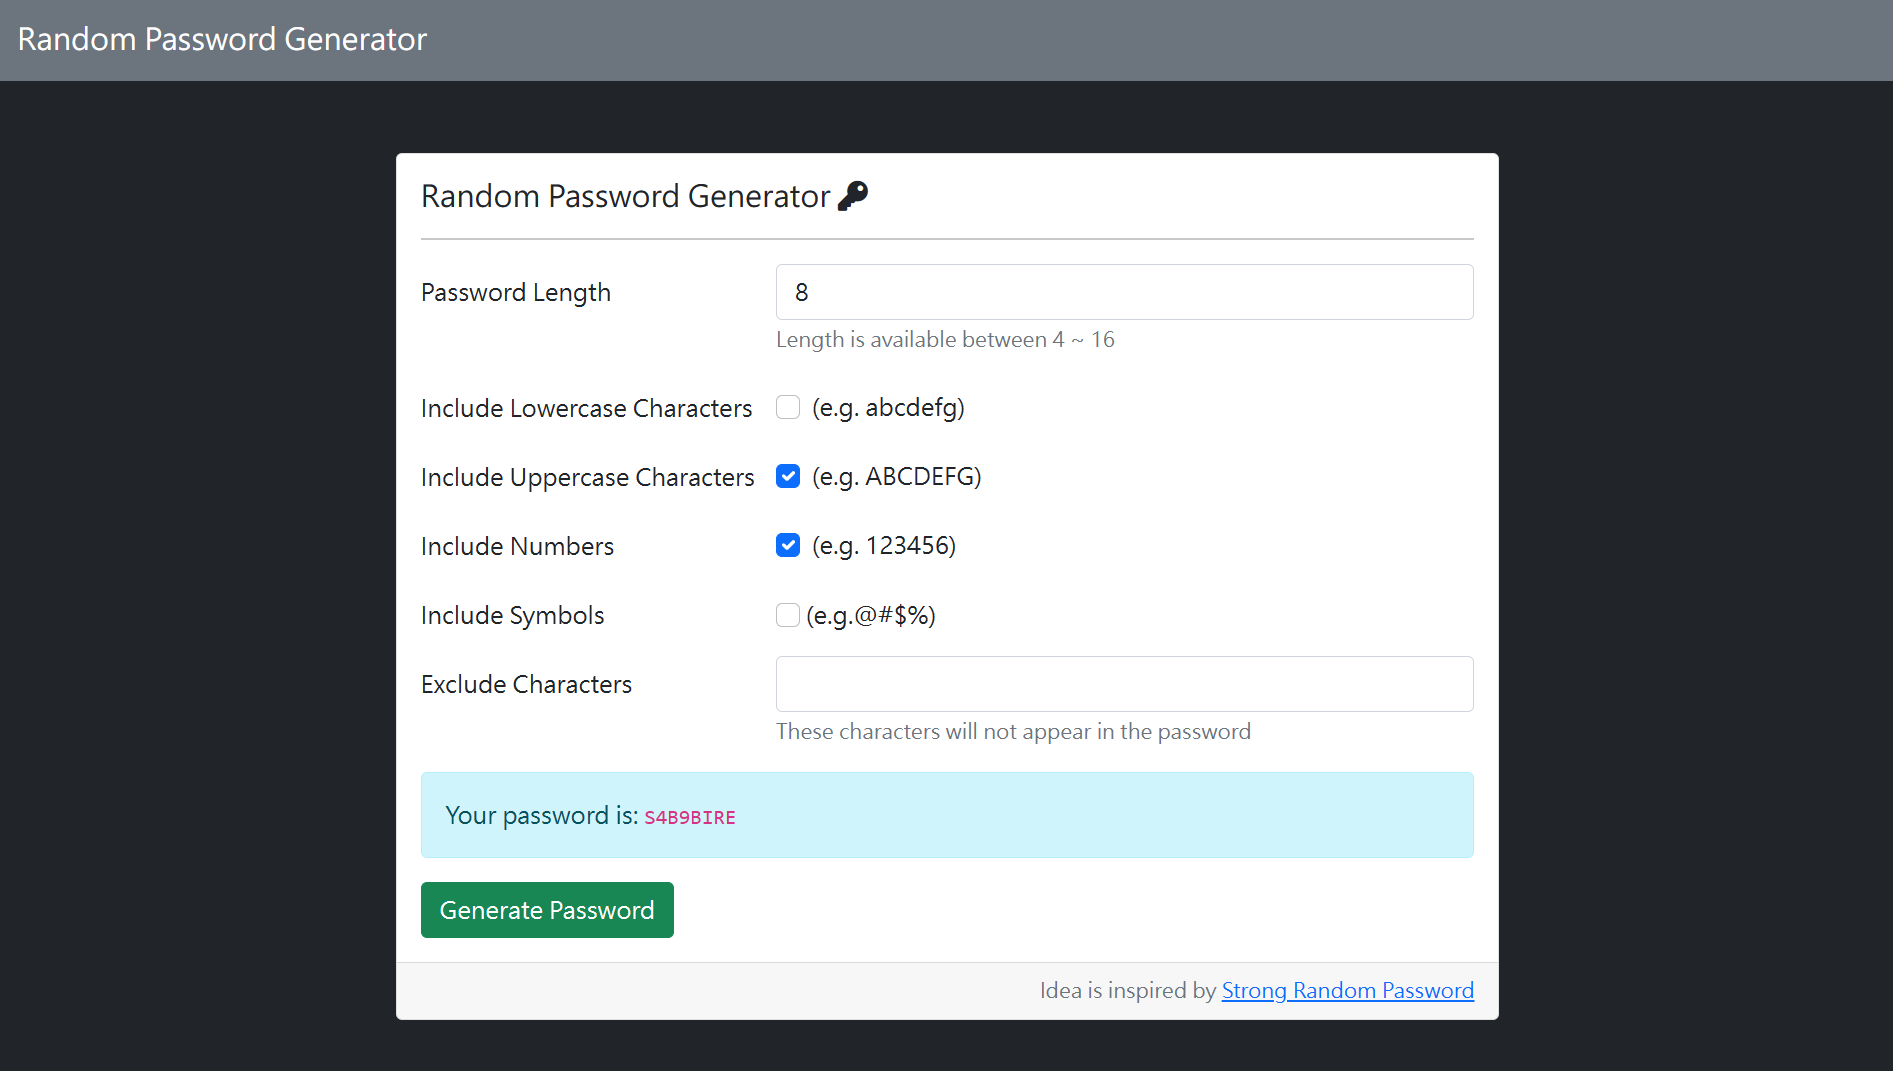 Random Password Generator
Random Password Generator
Password Length
8
Length is available between 4 ~ 16
Include Lowercase Characters (e.g. abcdefg)
Include Uppercase Characters (e.g. ABCDEFG)
Include Numbers (e.g. 123456)
Include Symbols (e.g.@#$%)
Exclude Characters
These characters will not appear in the password
Your password is: S4B9BIRE
Generate Password
Idea is inspired by Strong Random Password